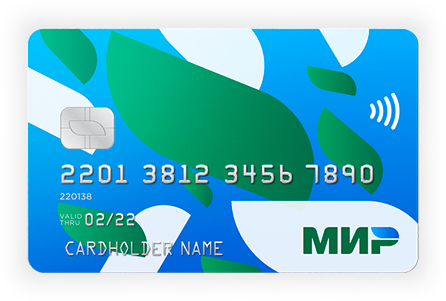 2201 3812 3456 7890
220138
VALID
THRU 02/22
CARDHOLDER NAME
МИР